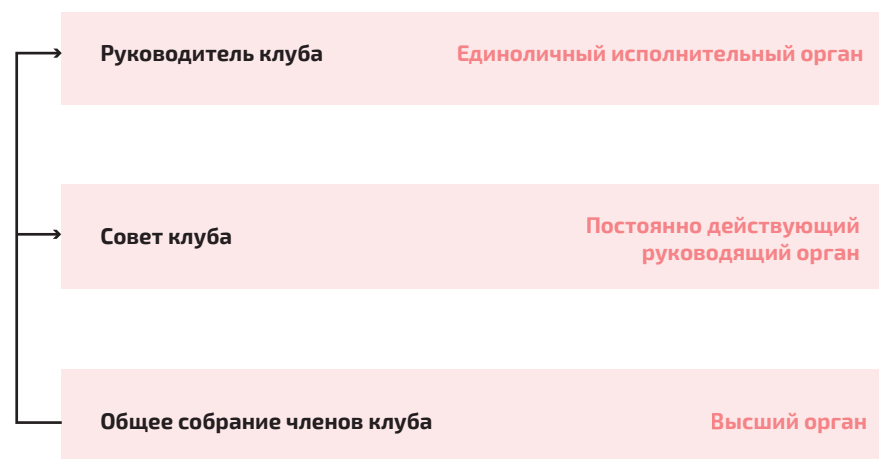 Руководитель клуба
Единоличный исполнительный орган
Совет клуба
Постоянно действующий
руководящий орган
Общее собрание членов клуба
Высший орган